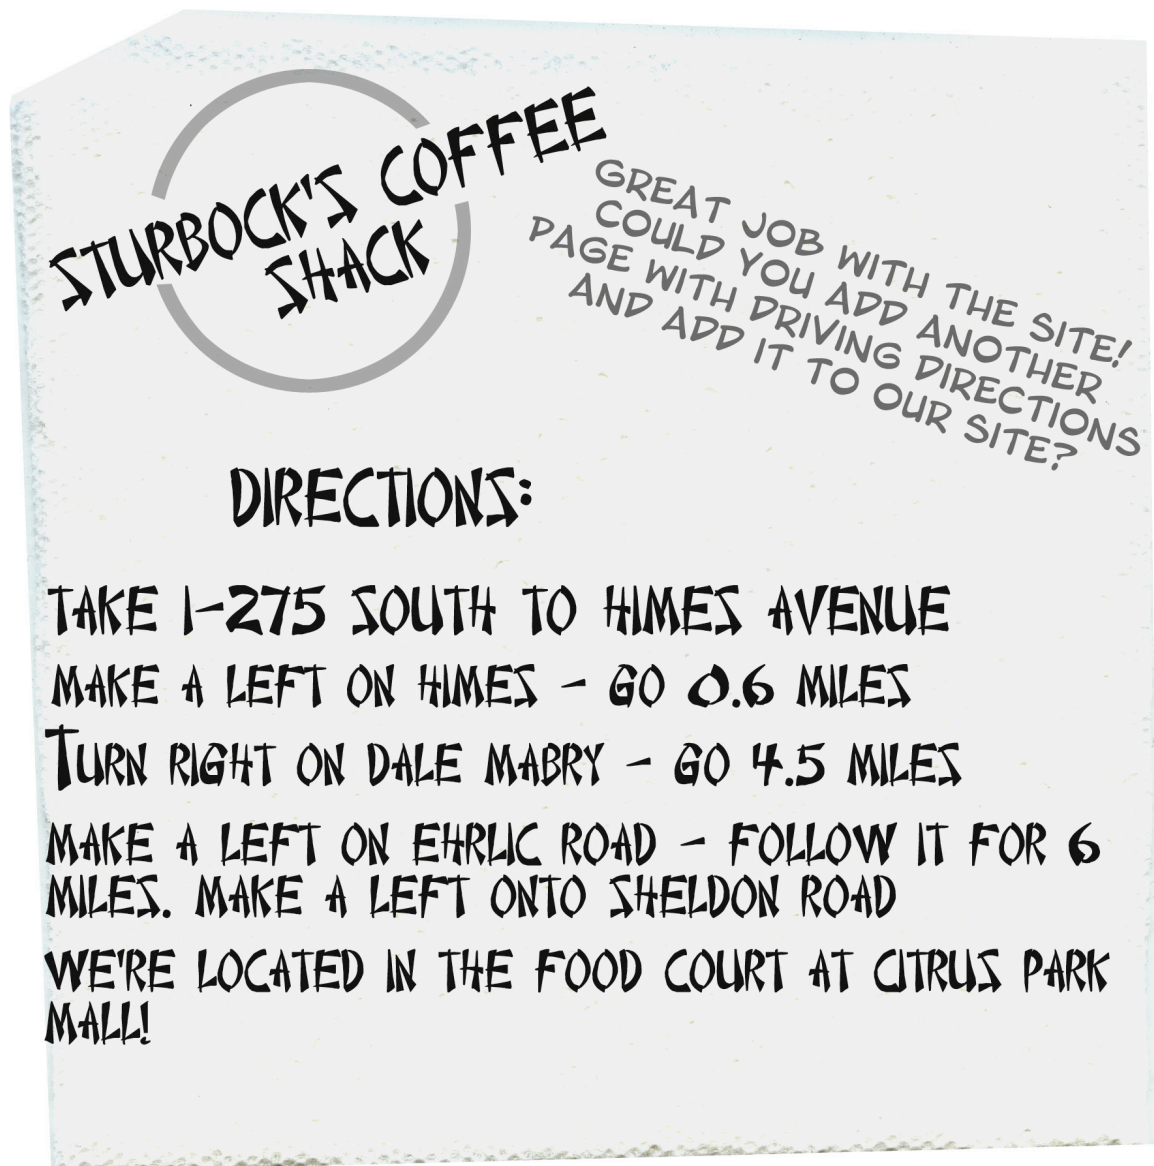 STURBOCK'S COFFEE
SHACK
GREAT JOB WITH THE SITE!
COULD YOU ADD ANOTHER
PAGE WITH DRIVING DIRECTIONS
AND ADD IT TO OUR SITE?
DIRECTIONS:
TAKE I-275 SOUTH TO HIMES AVENUE
MAKE A LEFT ON HIMES - GO 0.6 MILES
TURN RIGHT ON DALE MABRY - GO 4.5 MILES
MAKE A LEFT ON EHRLIC ROAD - FOLLOW IT FOR 6
MILES. MAKE A LEFT ONTO SHELDON ROAD
WE'RE LOCATED IN THE FOOD COURT AT CITRUS PARK
MALL!